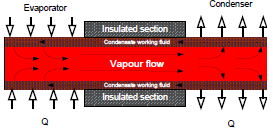 Evaporator
Condenser
Insulated section
Condensate working fluid
Vapour flow
Condensate working fluid
Insulated section
Q
Q